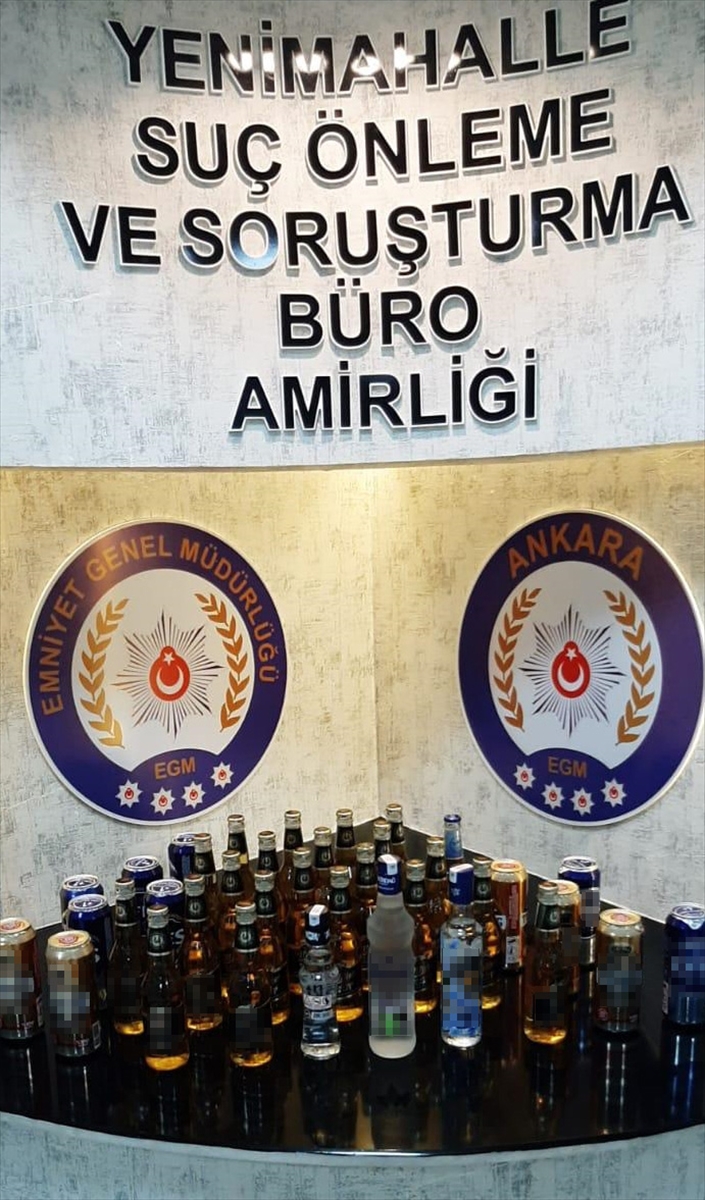 YENİMAHALLE
SUÇ ÖNLEME
VE SORUŞTURMA
BÜRO
AMİRLİĞİ
EMNİYET GENEL MÜDÜRLÜĞÜ
EGM
ANKARA
EGM